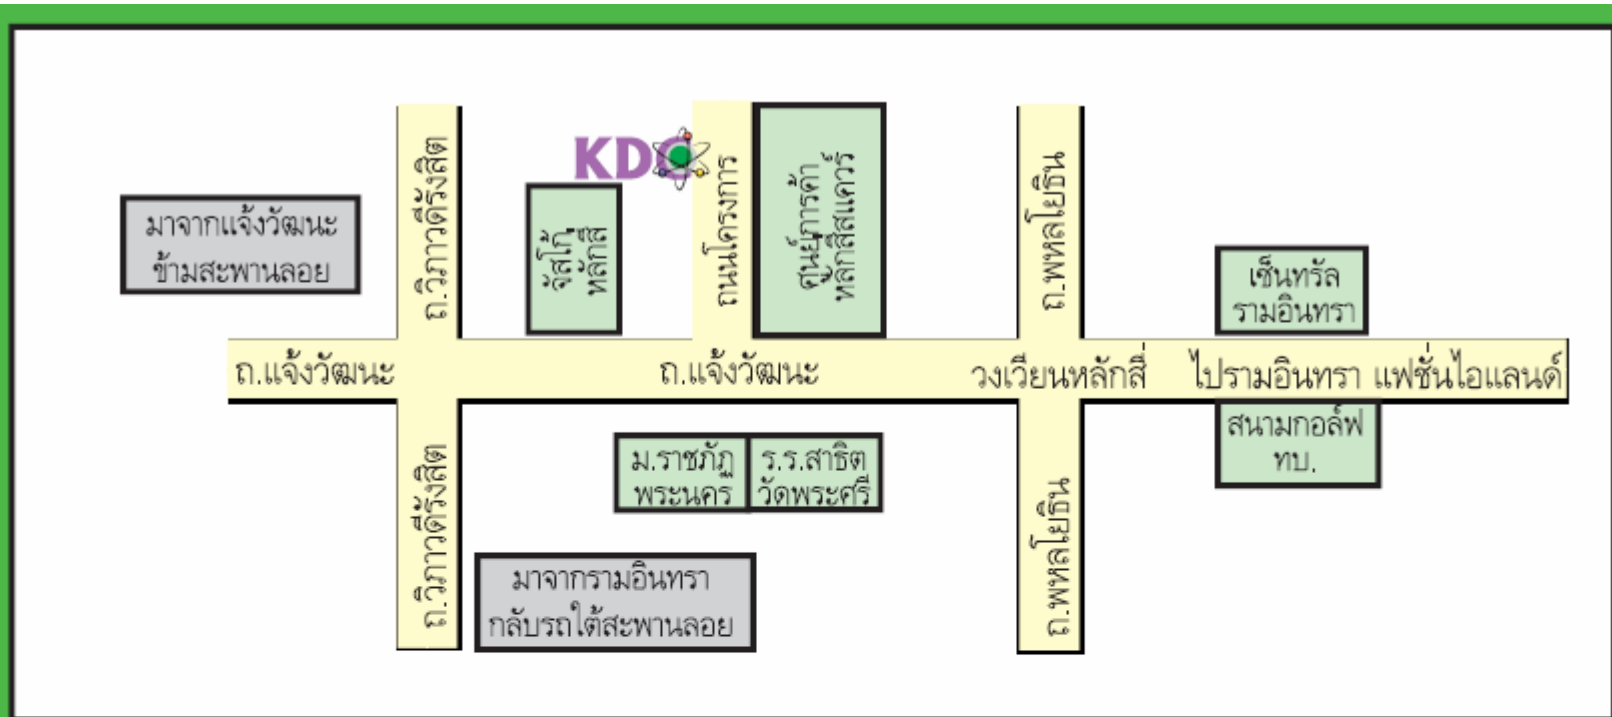 KDC
มาจากแจ้งวัฒนะ
ข้ามสะพานลอย
ถ.วิภาวดีรังสิต
จัสโก้
หลักสี่
ถนนโครงการ
ศูนย์การค้า
หลักสี่สแควร์
ถ.พหลโยธิน
เซ็นทรัล
รามอินทรา
ถ.แจ้งวัฒนะ
ถ.แจ้งวัฒนะ
วงเวียนหลักสี่
ไปรามอินทรา แฟชั่นไอแลนด์
สนามกอล์ฟ
ทบ.
ถ.วิภาวดีรังสิต
ม.ราชภัฏ
พระนคร
ร.ร.สาธิต
วัดพระศรี
ถ.พหลโยธิน
มาจากรามอินทรา
กลับรถใต้สะพานลอย